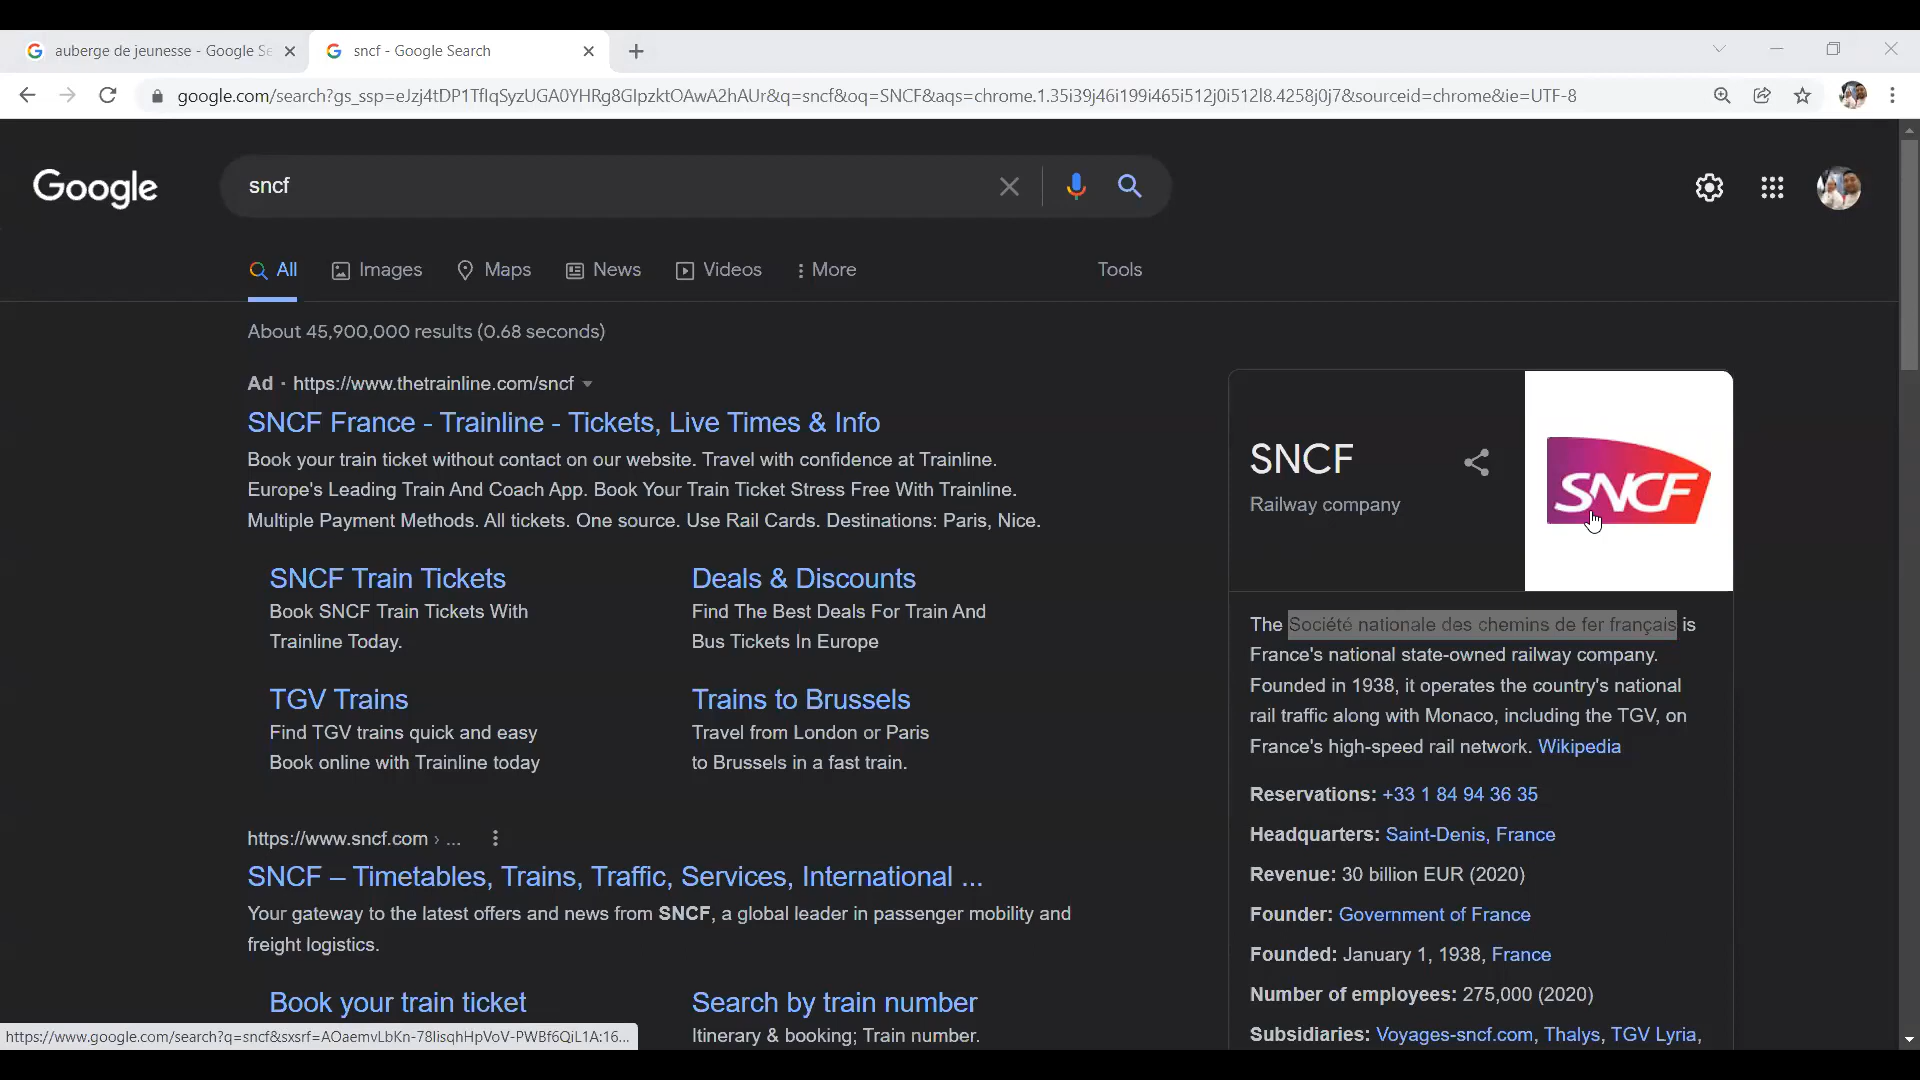 auberge de jeunesse - Google Se
sncf - Google Search
google.com/search?gs_ssp=eJzj4tDP1TfIqSyzUGA0YHRg8GIpzktOAwA2hAUr&q=sncf&oq=SNCF&aqs=chrome.1.35i39j46i199i465i512j0i512l8.4258j0j7&sourceid=chrome&ie=UTF-8
Google
sncf
All
Images
Maps
News
Videos
More
Tools
About 45,900,000 results (0.68 seconds)
Ad · https://www.thetrainline.com/sncf
SNCF France - Trainline - Tickets, Live Times & Info
Book your train ticket without contact on our website. Travel with confidence at Trainline.
Europe's Leading Train And Coach App. Book Your Train Ticket Stress Free With Trainline.
Multiple Payment Methods. All tickets. One source. Use Rail Cards. Destinations: Paris, Nice.
SNCF Train Tickets
Book SNCF Train Tickets With
Trainline Today.
Deals & Discounts
Find The Best Deals For Train And
Bus Tickets In Europe
TGV Trains
Find TGV trains quick and easy
Book online with Trainline today
Trains to Brussels
Travel from London or Paris
to Brussels in a fast train.
https://www.sncf.com › ...
SNCF – Timetables, Trains, Traffic, Services, International ...
Your gateway to the latest offers and news from SNCF, a global leader in passenger mobility and
freight logistics.
Book your train ticket
Search by train number
Itinerary & booking; Train number.
SNCF
Railway company
SNCF
The Société nationale des chemins de fer français is
France's national state-owned railway company.
Founded in 1938, it operates the country's national
rail traffic along with Monaco, including the TGV, on
France's high-speed rail network. Wikipedia
Reservations: +33 1 84 94 36 35
Headquarters: Saint-Denis, France
Revenue: 30 billion EUR (2020)
Founder: Government of France
Founded: January 1, 1938, France
Number of employees: 275,000 (2020)
Subsidiaries: Voyages-sncf.com, Thalys, TGV Lyria,
https://www.google.com/search?q=sncf&sxsrf=AOaemvLbKn-78lisqhHpVoV-PWBf6QiL1A:16...